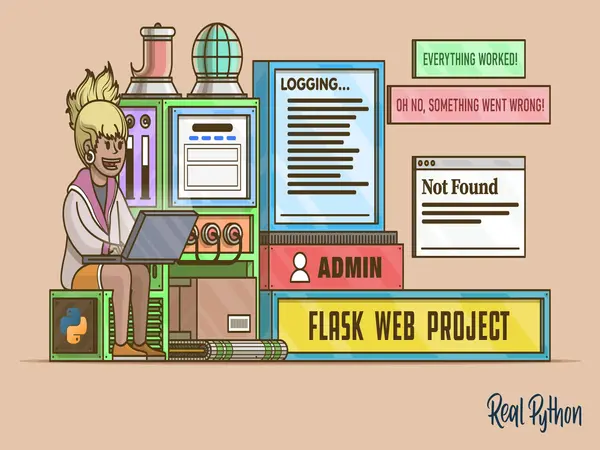 EVERYTHING WORKED!
LOGGING...
OH NO, SOMETHING WENT WRONG!
Not Found
ADMIN
FLASK WEB PROJECT
Real Python